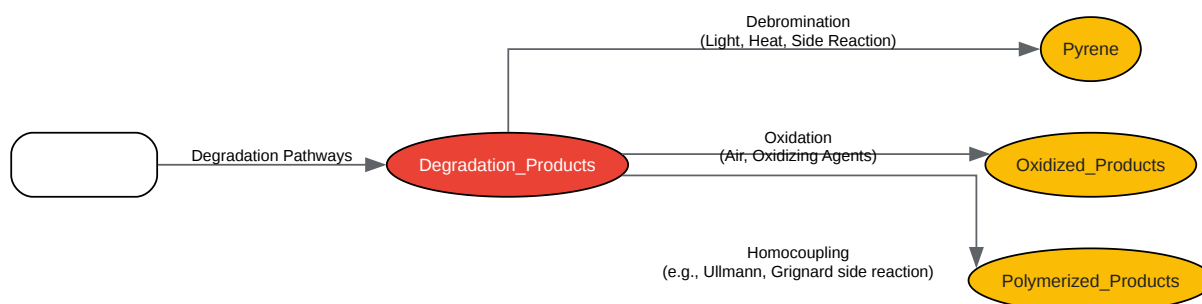 Debromination
(Light, Heat, Side Reaction)
Pyrene
Degradation Pathways
Degradation_Products
Oxidation
(Air, Oxidizing Agents)
Oxidized_Products
Homocoupling
(e.g., Ullmann, Grignard side reaction)
Polymerized_Products